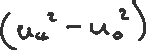 (u₄² - u₀²)